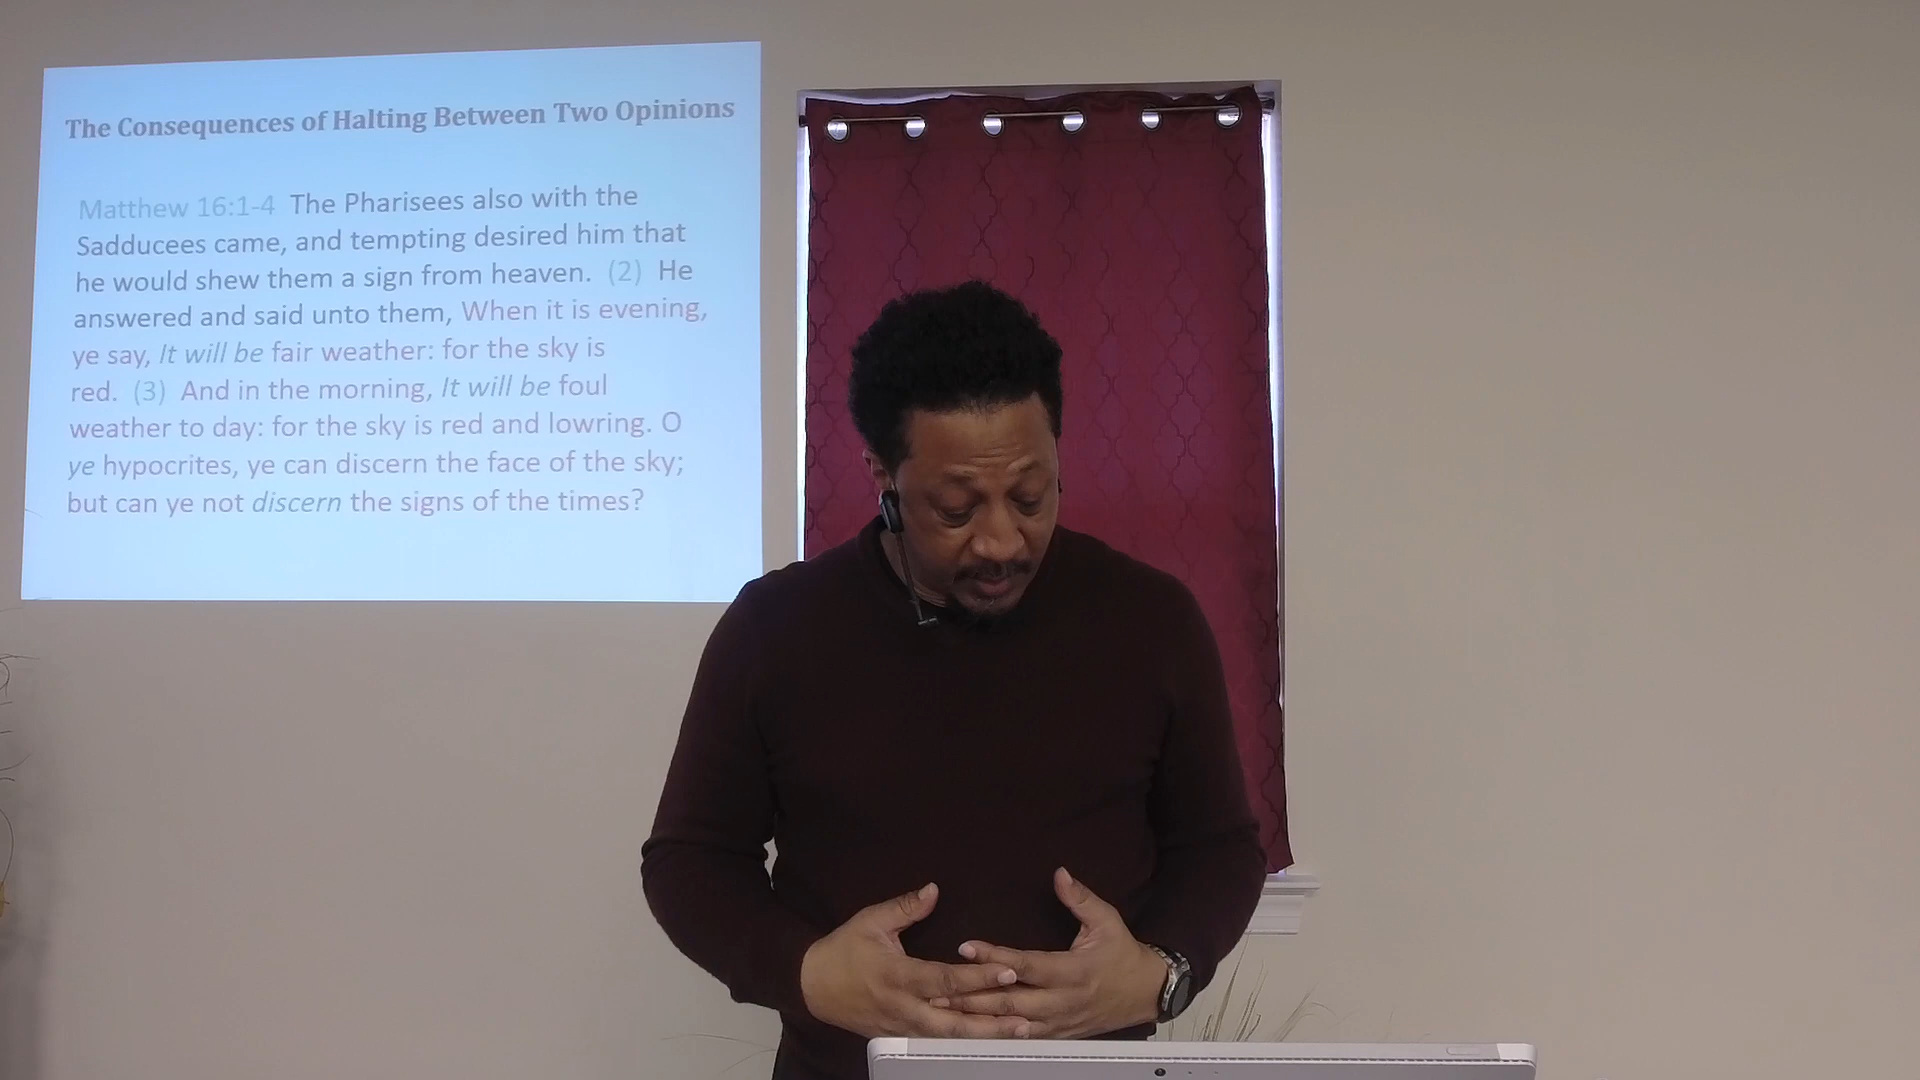 The Consequences of Halting Between Two Opinions
Matthew 16:1-4 The Pharisees also with the
Sadducees came, and tempting desired him that
he would shew them a sign from heaven. (2) He
answered and said unto them, When it is evening,
ye say, It will be fair weather: for the sky is
red. (3) And in the morning, It will be foul
weather to day: for the sky is red and lowring. O
ye hypocrites, ye can discern the face of the sky;
but can ye not discern the signs of the times?